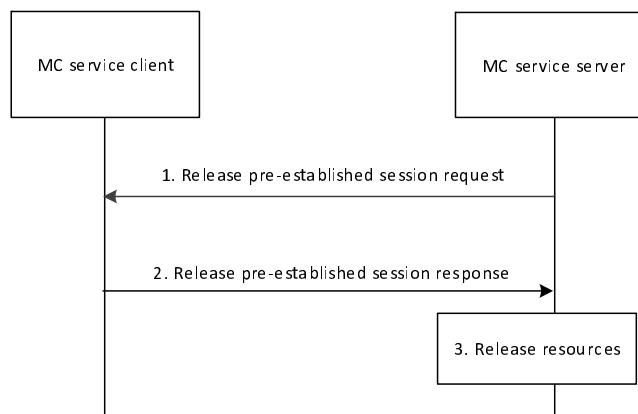 MC service client
MC service server
1. Release pre-established session request
2. Release pre-established session response
3. Release resources